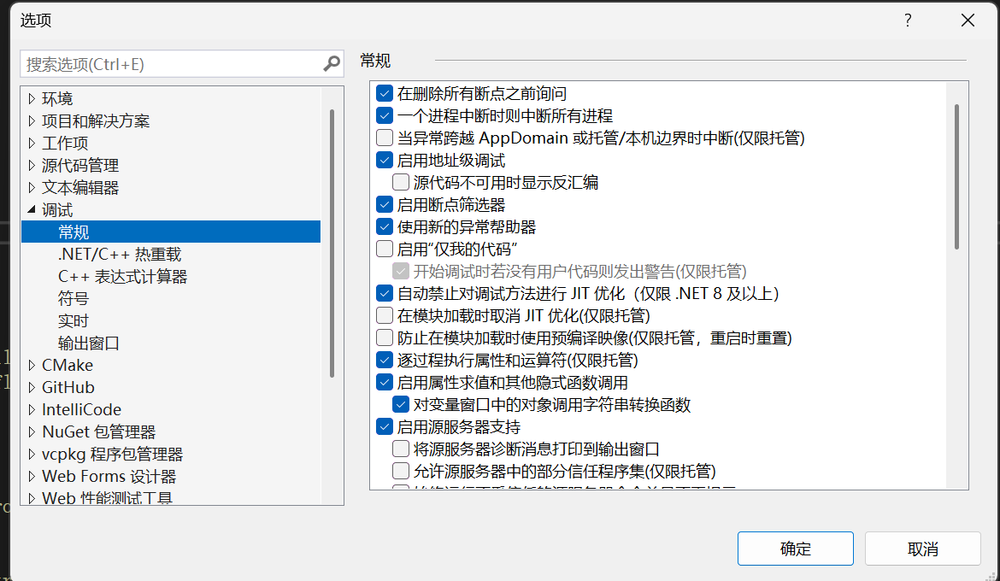 选项
?
搜索选项(Ctrl+E)
环境
项目和解决方案
工作项
源代码管理
文本编辑器
调试
常规
.NET/C++ 热重载
C++ 表达式计算器
符号
实时
输出窗口
CMake
GitHub
IntelliCode
NuGet 包管理器
vcpkg 程序包管理器
Web Forms 设计器
Web 性能测试工具
常规
在删除所有断点之前询问
一个进程中断时则中断所有进程
当异常跨越 AppDomain 或托管/本机边界时中断(仅限托管)
启用地址级调试
源代码不可用时显示反汇编
启用断点筛选器
使用新的异常帮助器
启用“仅我的代码”
开始调试时若没有用户代码则发出警告(仅限托管)
自动禁止对调试方法进行 JIT 优化（仅限 .NET 8 及以上）
在模块加载时取消 JIT 优化(仅限托管)
防止在模块加载时使用预编译映像(仅限托管，重启时重置)
逐过程执行属性和运算符(仅限托管)
启用属性求值和其他隐式函数调用
对变量窗口中的对象调用字符串转换函数
启用源服务器支持
将源服务器诊断消息打印到输出窗口
允许源服务器中的部分信任程序集(仅限托管)
确定
取消